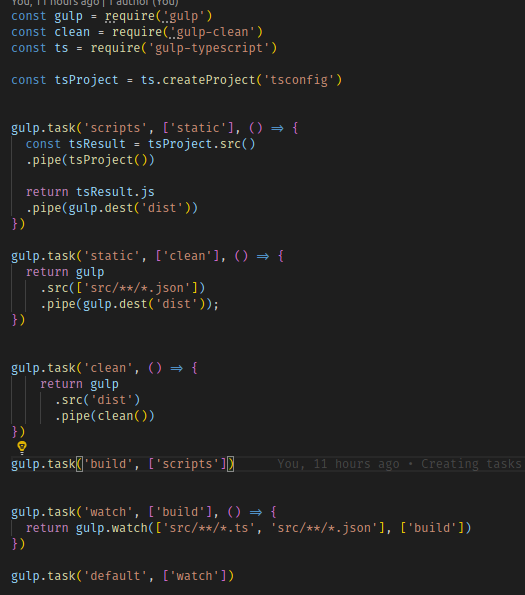 You, 11 hours ago | 1 author (You)
const gulp = require('gulp')
const clean = require('gulp-clean')
const ts = require('gulp-typescript')
const tsProject = ts.createProject('tsconfig')
gulp.task('scripts', ['static'], () => {
  const tsResult = tsProject.src()
  .pipe(tsProject())
  return tsResult.js
  .pipe(gulp.dest('dist'))
})
gulp.task('static', ['clean'], () => {
  return gulp
    .src(['src/**/*.json'])
    .pipe(gulp.dest('dist'));
})
gulp.task('clean', () => {
    return gulp
      .src('dist')
      .pipe(clean())
})
gulp.task('build', ['scripts']) You, 11 hours ago • Creating tasks
gulp.task('watch', ['build'], () => {
  return gulp.watch(['src/**/*.ts', 'src/**/*.json'], ['build'])
})
gulp.task('default', ['watch'])